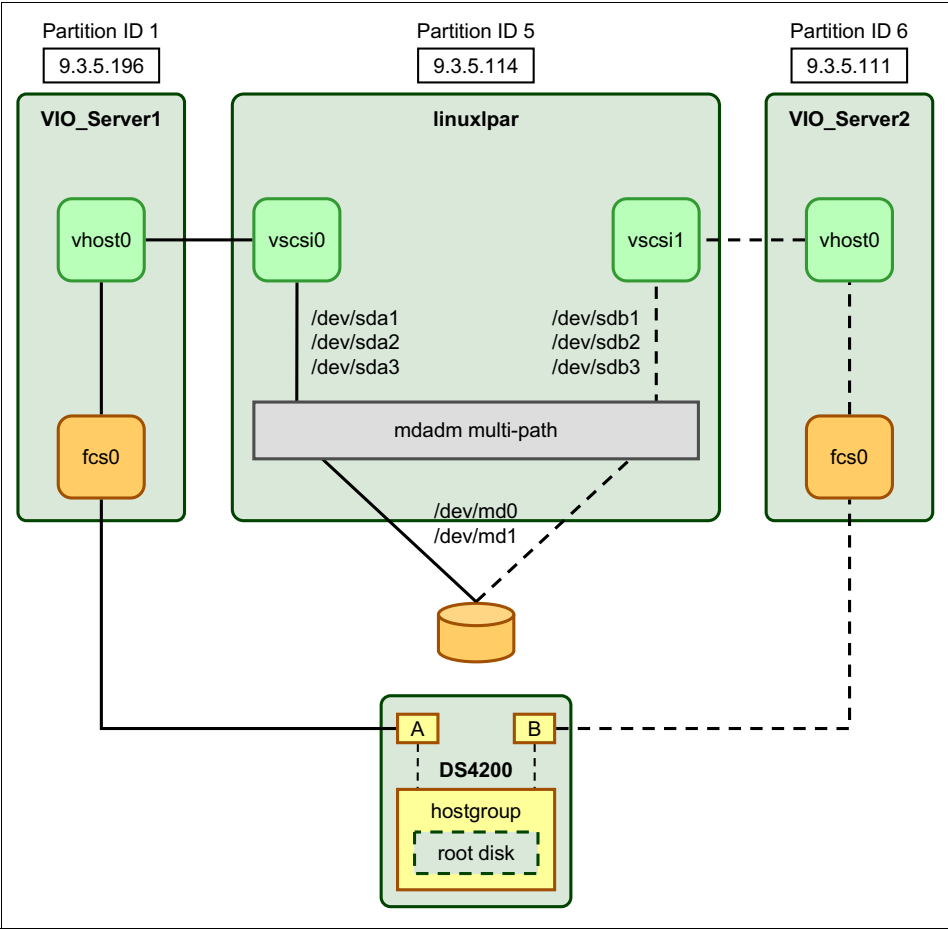 Partition ID 1
9.3.5.196
Partition ID 5
9.3.5.114
Partition ID 6
9.3.5.111
VIO_Server1
linuxlpar
VIO_Server2
vhost0
vscsi0
vscsi1
vhost0
/dev/sda1
/dev/sda2
/dev/sda3
/dev/sdb1
/dev/sdb2
/dev/sdb3
fcs0
mdadm multi-path
fcs0
/dev/md0
/dev/md1
A
B
DS4200
hostgroup
root disk